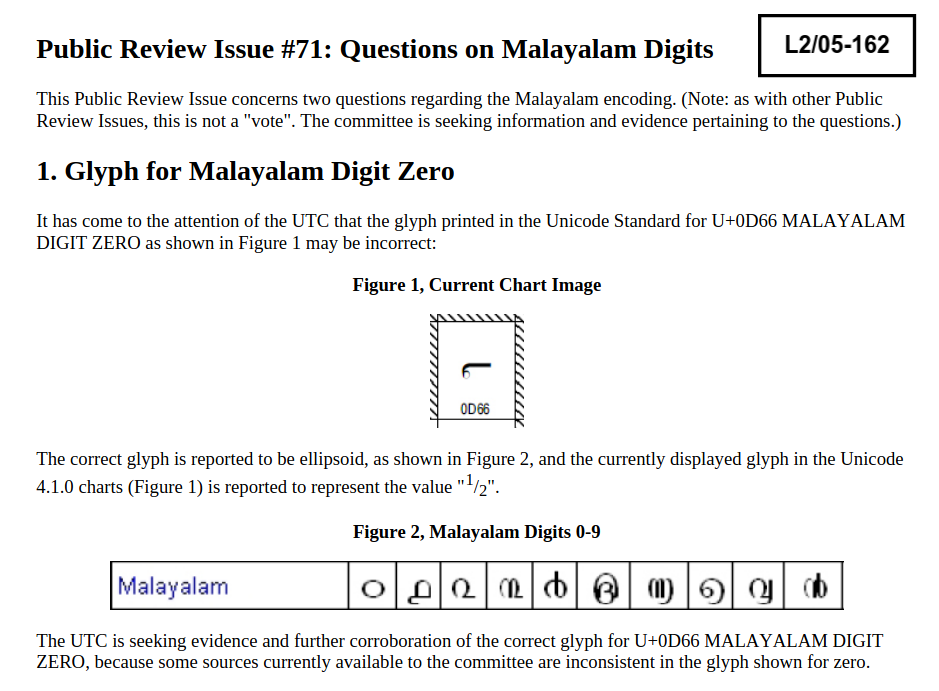 Public Review Issue #71: Questions on Malayalam Digits
L2/05-162
This Public Review Issue concerns two questions regarding the Malayalam encoding. (Note: as with other Public
Review Issues, this is not a "vote". The committee is seeking information and evidence pertaining to the questions.)
1. Glyph for Malayalam Digit Zero
It has come to the attention of the UTC that the glyph printed in the Unicode Standard for U+0D66 MALAYALAM
DIGIT ZERO as shown in Figure 1 may be incorrect:
Figure 1, Current Chart Image
൳
0D66
The correct glyph is reported to be ellipsoid, as shown in Figure 2, and the currently displayed glyph in the Unicode
4.1.0 charts (Figure 1) is reported to represent the value "1/2".
Figure 2, Malayalam Digits 0-9
Malayalam ൦ ൧ ൨ ൩ ൪ ൫ ൬ ൭ ൮ ൯
The UTC is seeking evidence and further corroboration of the correct glyph for U+0D66 MALAYALAM DIGIT
ZERO, because some sources currently available to the committee are inconsistent in the glyph shown for zero.